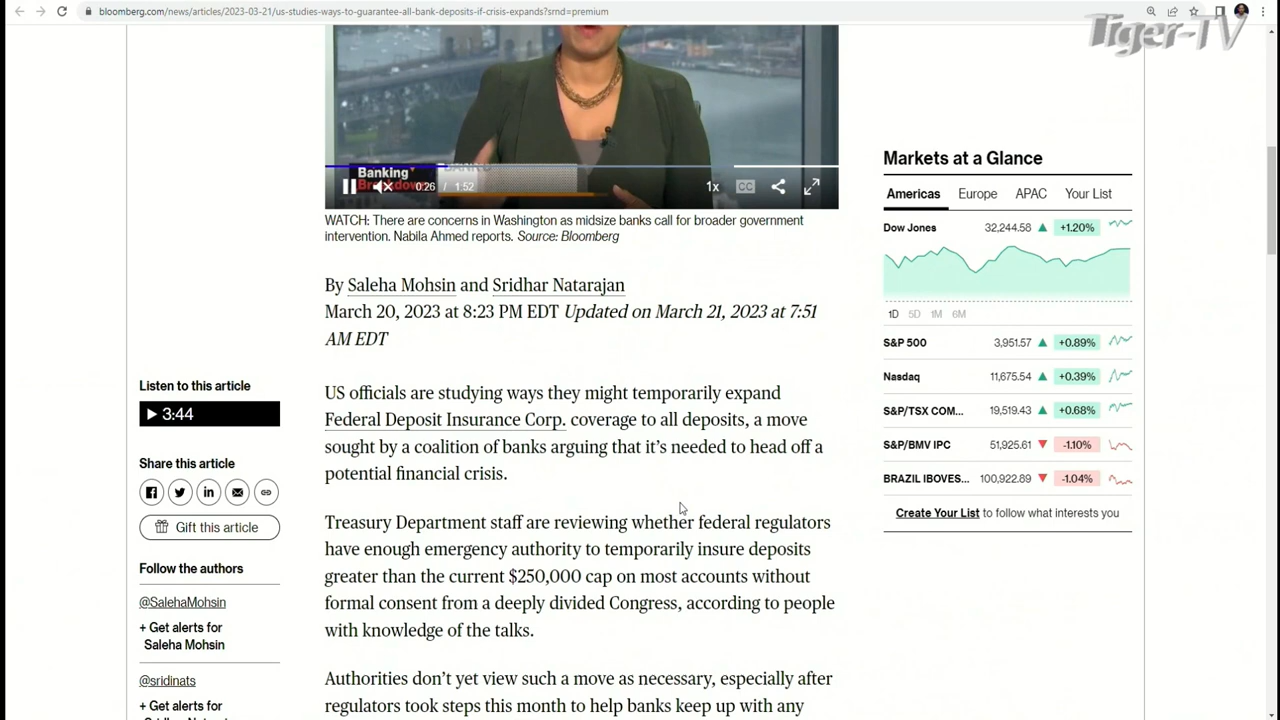 bloomberg.com/news/articles/2023-03-21/us-studies-ways-to-guarantee-all-bank-deposits-if-crisis-expands?srnd=premium
Tiger-TV
Banking
0:26 / 1:52
1x
CC
WATCH: There are concerns in Washington as midsize banks call for broader government
intervention. Nabila Ahmed reports. Source: Bloomberg
By Saleha Mohsin and Sridhar Natarajan
March 20, 2023 at 8:23 PM EDT Updated on March 21, 2023 at 7:51
AM EDT
Listen to this article
3:44
Share this article
Gift this article
Follow the authors
@SalehaMohsin
+ Get alerts for
Saleha Mohsin
@sridinats
+ Get alerts for
US officials are studying ways they might temporarily expand
Federal Deposit Insurance Corp. coverage to all deposits, a move
sought by a coalition of banks arguing that it's needed to head off a
potential financial crisis.
Treasury Department staff are reviewing whether federal regulators
have enough emergency authority to temporarily insure deposits
greater than the current $250,000 cap on most accounts without
formal consent from a deeply divided Congress, according to people
with knowledge of the talks.
Authorities don't yet view such a move as necessary, especially after
regulators took steps this month to help banks keep up with any
Markets at a Glance
Americas Europe APAC Your List
Dow Jones 32,244.58 +1.20%
1D 5D 1M 6M
S&P 500 3,951.57 +0.89%
Nasdaq 11,675.54 +0.39%
S&P/TSX COM... 19,519.43 +0.68%
S&P/BMV IPC 51,925.61 -1.10%
BRAZIL IBOVES... 100,922.89 -1.04%
Create Your List to follow what interests you